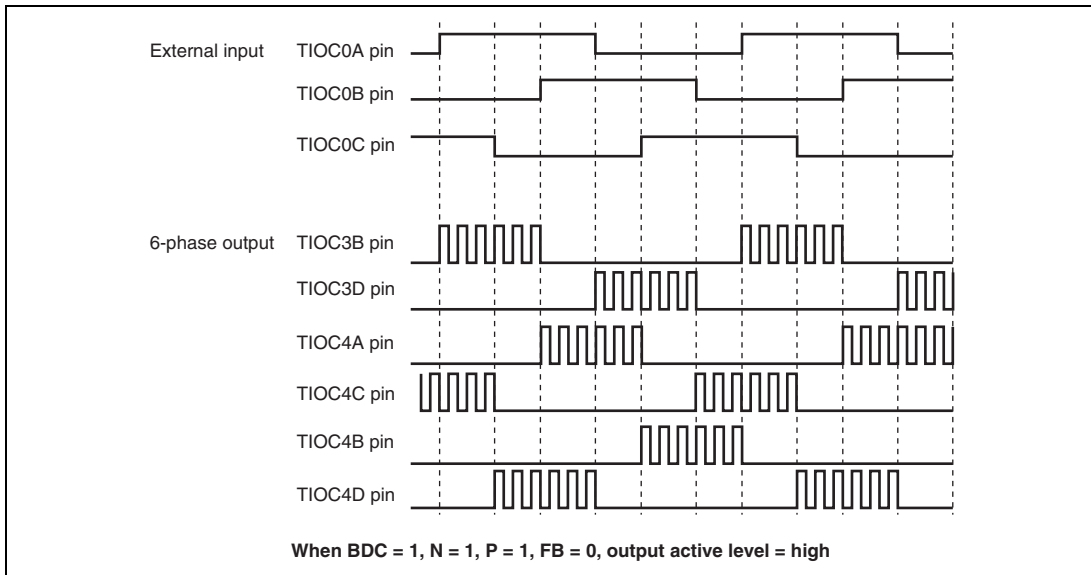 External input TIOC0A pin
TIOC0B pin
TIOC0C pin
6-phase output TIOC3B pin
TIOC3D pin
TIOC4A pin
TIOC4C pin
TIOC4B pin
TIOC4D pin
When BDC = 1, N = 1, P = 1, FB = 0, output active level = high